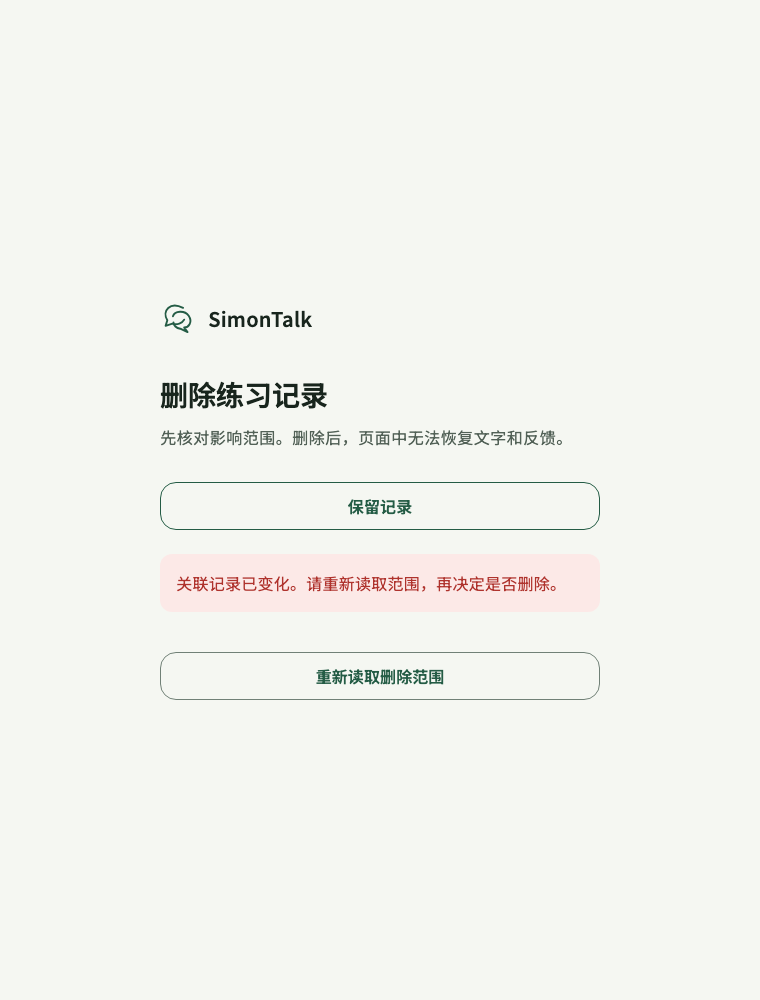 SimonTalk
删除练习记录
先核对影响范围。删除后，页面中无法恢复文字和反馈。
保留记录
关联记录已变化。请重新读取范围，再决定是否删除。
重新读取删除范围